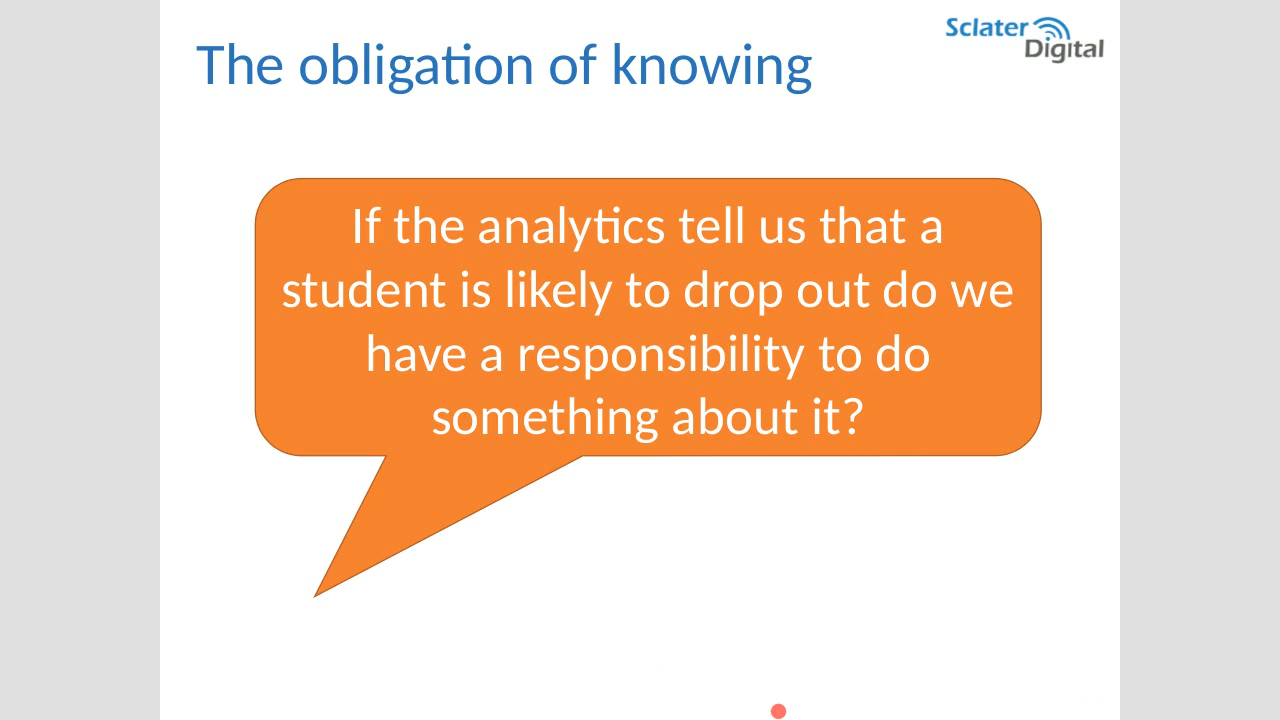 Sclater
Digital
The obligation of knowing
If the analytics tell us that a
student is likely to drop out do we
have a responsibility to do
something about it?